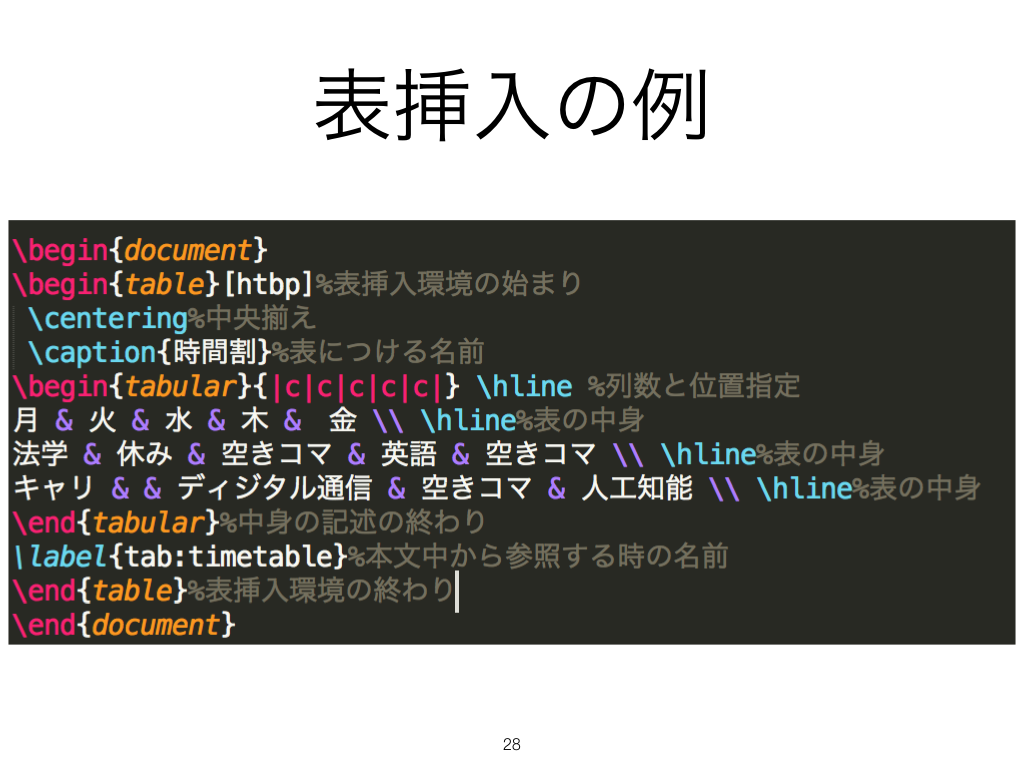 表挿入の例
\begin{document}
\begin{table}[htbp]%表挿入環境の始まり
\centering%中央揃え
\caption{時間割}%表につける名前
\begin{tabular}{|c|c|c|c|c|} \hline %列数と位置指定
月 & 火 & 水 & 木 &  金 \\ \hline%表の中身
法学 & 休み & 空きコマ & 英語 & 空きコマ \\ \hline%表の中身
キャリ & & ディジタル通信 & 空きコマ & 人工知能 \\ \hline%表の中身
\end{tabular}%中身の記述の終わり
\label{tab:timetable}%本文中から参照する時の名前
\end{table}%表挿入環境の終わり
\end{document}
28